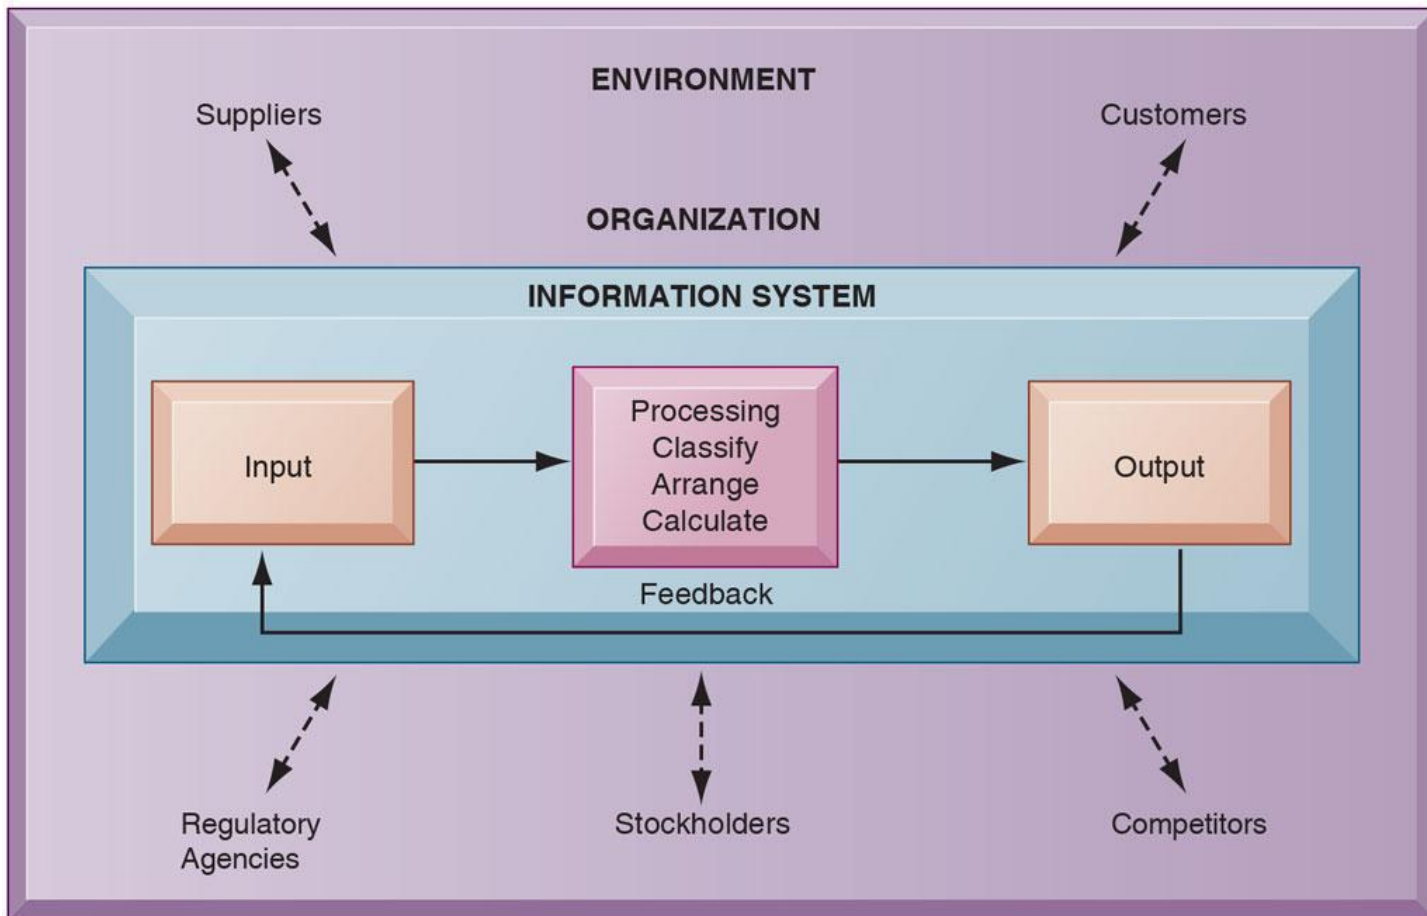 ENVIRONMENT
Suppliers
Customers
ORGANIZATION
INFORMATION SYSTEM
Input
Processing
Classify
Arrange
Calculate
Output
Feedback
Regulatory
Agencies
Stockholders
Competitors